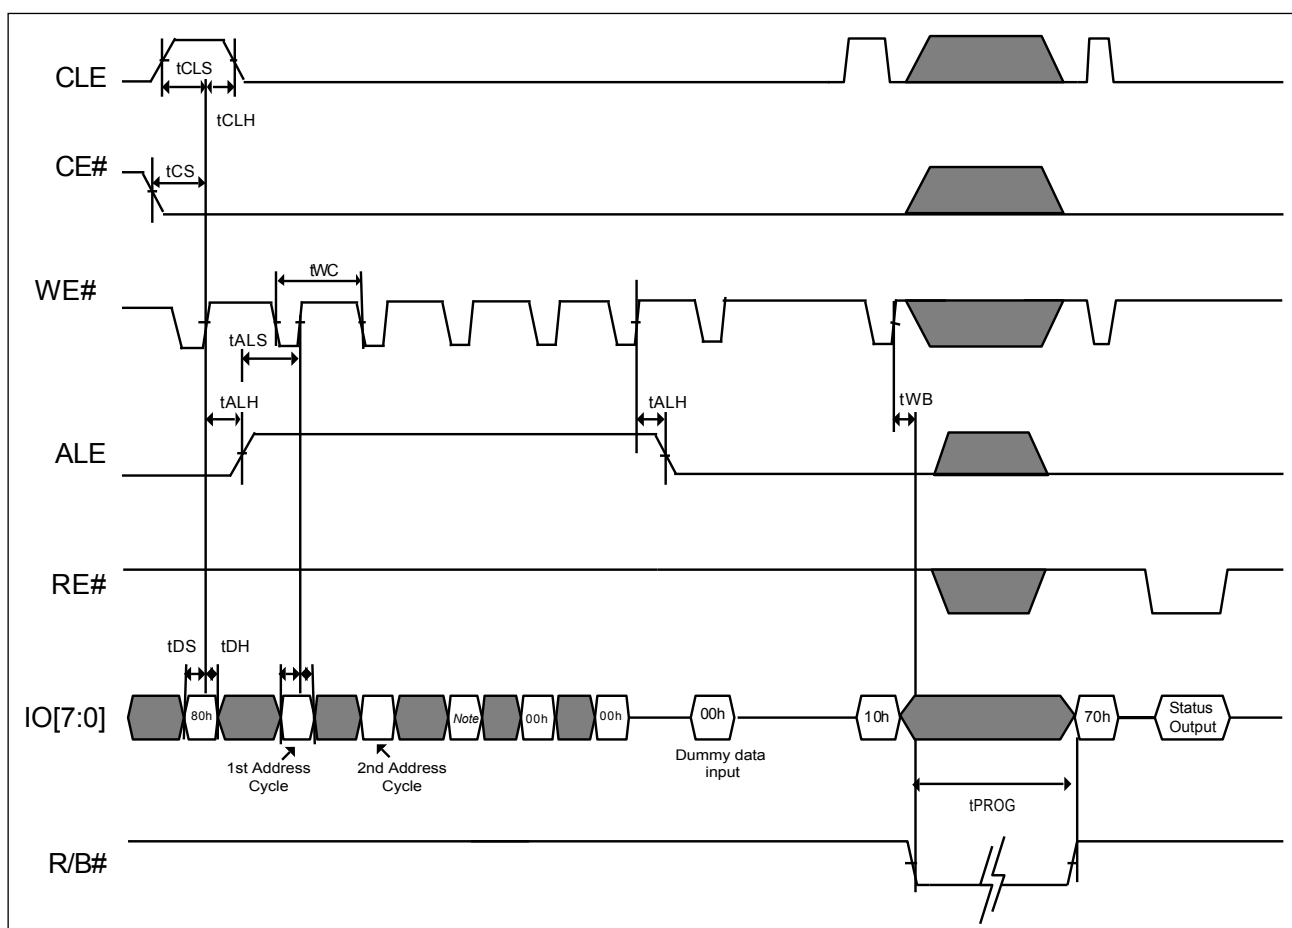 CLE
tCLS
tCLH
CE#
tCS
WE#
tWC
tALS
tALH
tALH
tWB
ALE
RE#
tDS
tDH
IO[7:0]
80h
Note
00h
00h
00h
10h
70h
Status
Output
1st Address
Cycle
2nd Address
Cycle
Dummy data
input
tPROG
R/B#